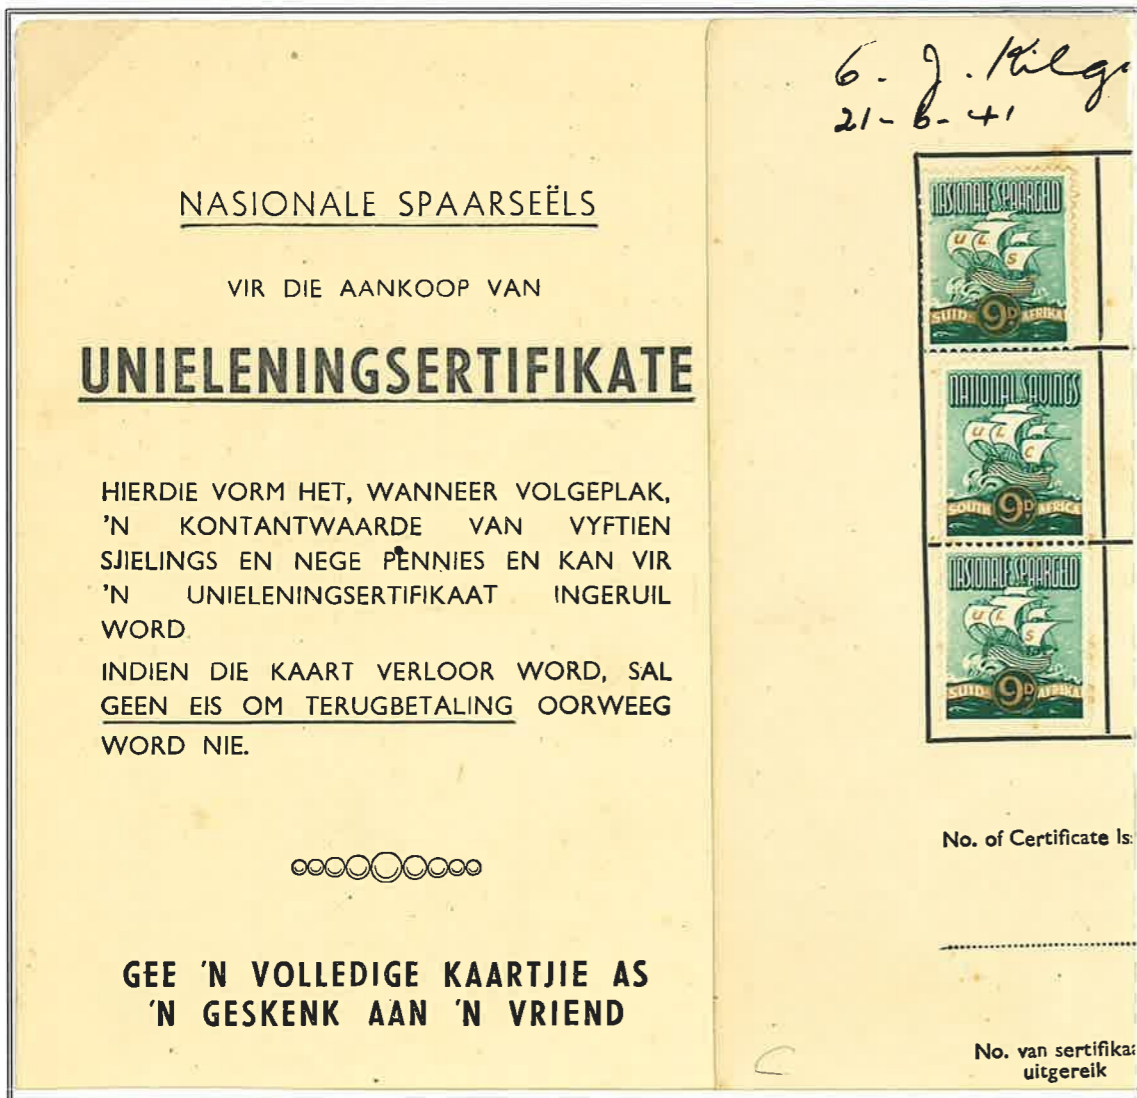 NASIONALE SPAARSEËLS
VIR DIE AANKOOP VAN
UNIELENINGSERTIFIKATE
HIERDIE VORM HET, WANNEER VOLGEPLAK,
'N KONTANTWAARDE VAN VYFTIEN
SJIELINGS EN NEGE PENNIES EN KAN VIR
'N UNIELENINGSERTIFIKAAT INGERUIL
WORD
INDIEN DIE KAART VERLOOR WORD, SAL
GEEN EIS OM TERUGBETALING OORWEEG
WORD NIE.
GEE 'N VOLLEDIGE KAARTJIE AS
'N GESKENK AAN 'N VRIEND
J. Kilg
21-6-41
NASIONALE SPAARGELD
U L S
SUID- 9D AFRIKA
NATIONAL SAVINGS
U L C
SOUTH 9D AFRICA
NASIONALE SPAARGELD
U L S
SUID- 9D AFRIKA
No. of Certificate Is
No. van sertifika
uitgereik